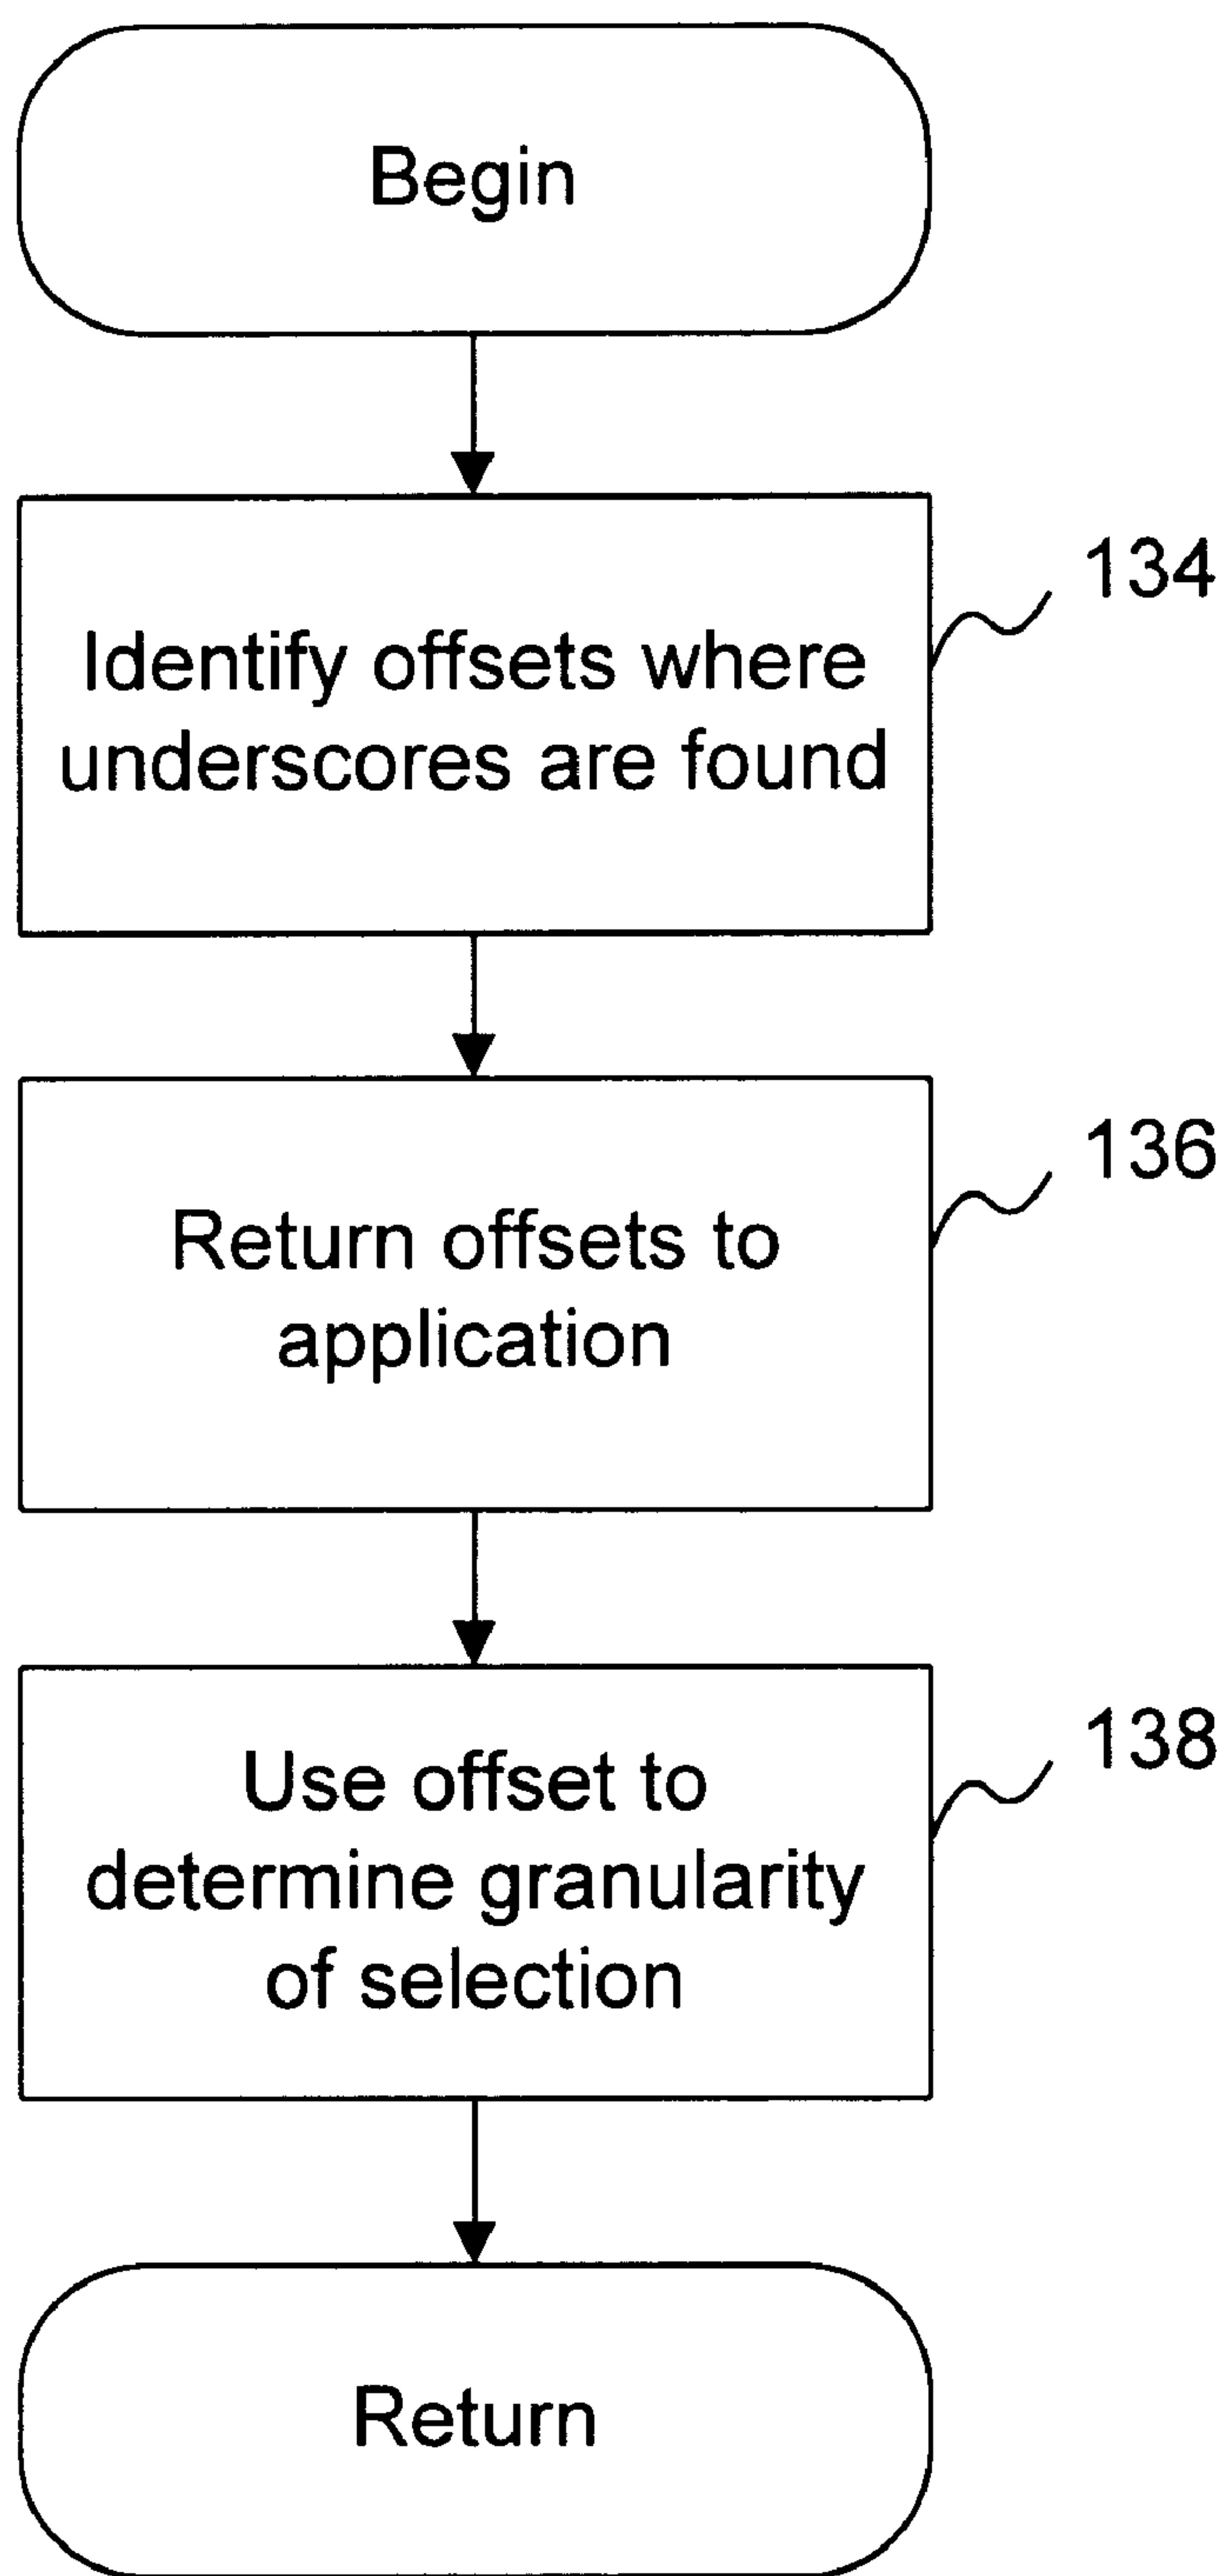 Begin
134
Identify offsets where
underscores are found
136
Return offsets to
application
138
Use offset to
determine granularity
of selection
Return